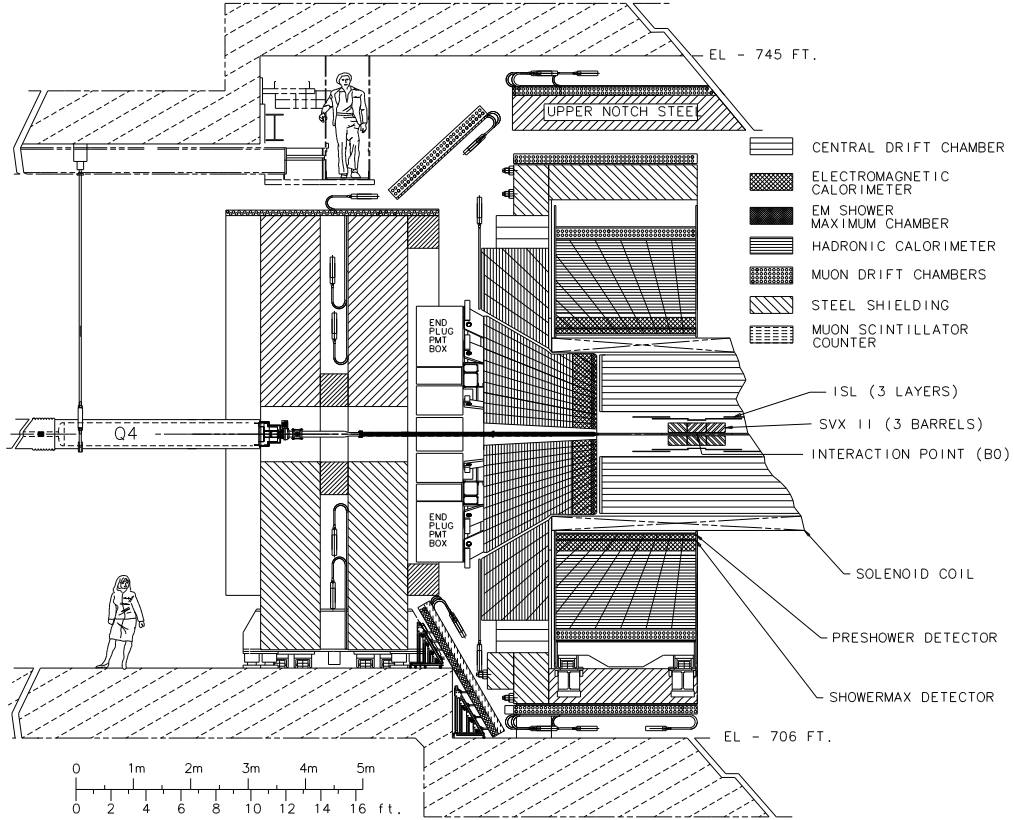 EL - 745 FT.
UPPER NOTCH STEEL
CENTRAL DRIFT CHAMBER
ELECTROMAGNETIC
CALORIMETER
EM SHOWER
MAXIMUM CHAMBER
HADRONIC CALORIMETER
MUON DRIFT CHAMBERS
STEEL SHIELDING
MUON SCINTILLATOR
COUNTER
END
PLUG
PMT
BOX
ISL (3 LAYERS)
SVX II (3 BARRELS)
INTERACTION POINT (B0)
Q4
END
PLUG
PMT
BOX
SOLENOID COIL
PRESHOWER DETECTOR
SHOWERMAX DETECTOR
EL - 706 FT.
0 1m 2m 3m 4m 5m
0 2 4 6 8 10 12 14 16 ft.